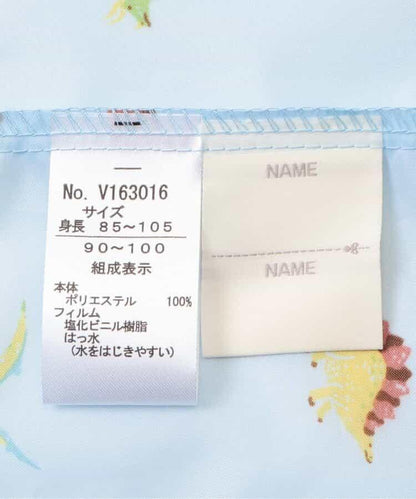 No. V163016
サイズ
身長 85～105
90～100
組成表示
本体
ポリエステル 100%
フィルム
塩化ビニル樹脂
はっ水
(水をはじきやすい)
NAME
NAME